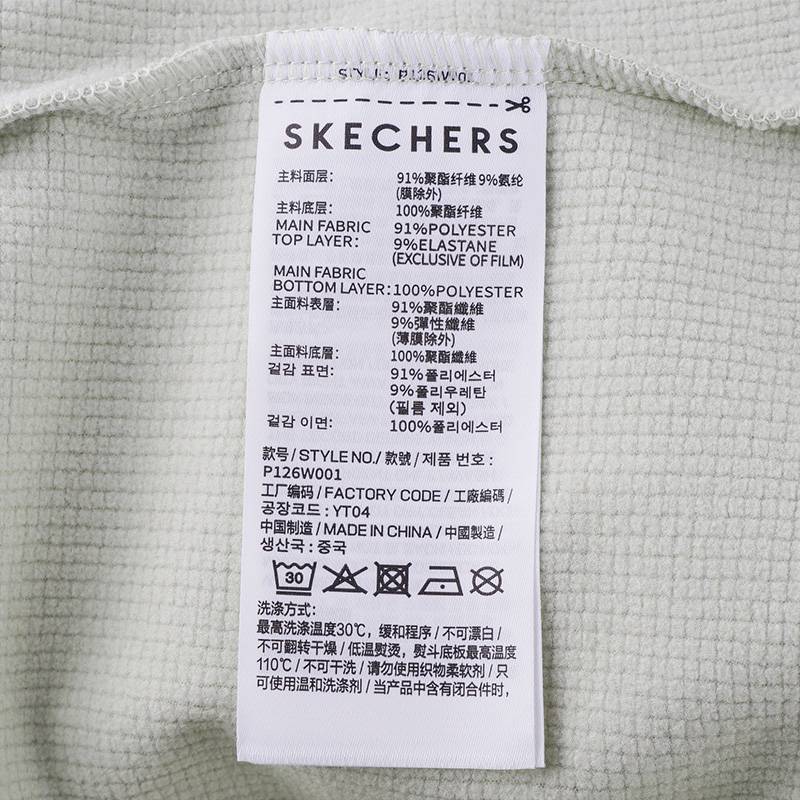 STYLE: P126W0
SKECHERS
主料面层: 91%聚酯纤维 9%氨纶
(膜除外)
主料底层: 100%聚酯纤维
MAIN FABRIC 91%POLYESTER
TOP LAYER: 9%ELASTANE
(EXCLUSIVE OF FILM)
MAIN FABRIC
BOTTOM LAYER: 100%POLYESTER
主面料表層: 91%聚酯纖維
9%彈性纖維
(薄膜除外)
主面料底層: 100%聚酯纖維
겉감 표면: 91%폴리에스터
9%폴리우레탄
(필름 제외)
겉감 이면: 100%폴리에스터
款号 / STYLE NO./ 款號 / 제품 번호 :
P126W001
工厂编码 / FACTORY CODE / 工廠編碼 /
공장코드 : YT04
中国制造 / MADE IN CHINA / 中國製造 /
생산국 : 중국
30
洗涤方式:
最高洗涤温度30℃，缓和程序 / 不可漂白 /
不可翻转干燥 / 低温熨烫，熨斗底板最高温度
110℃ / 不可干洗 / 请勿使用织物柔软剂 / 只
可使用温和洗涤剂 / 当产品中含有闭合件时，